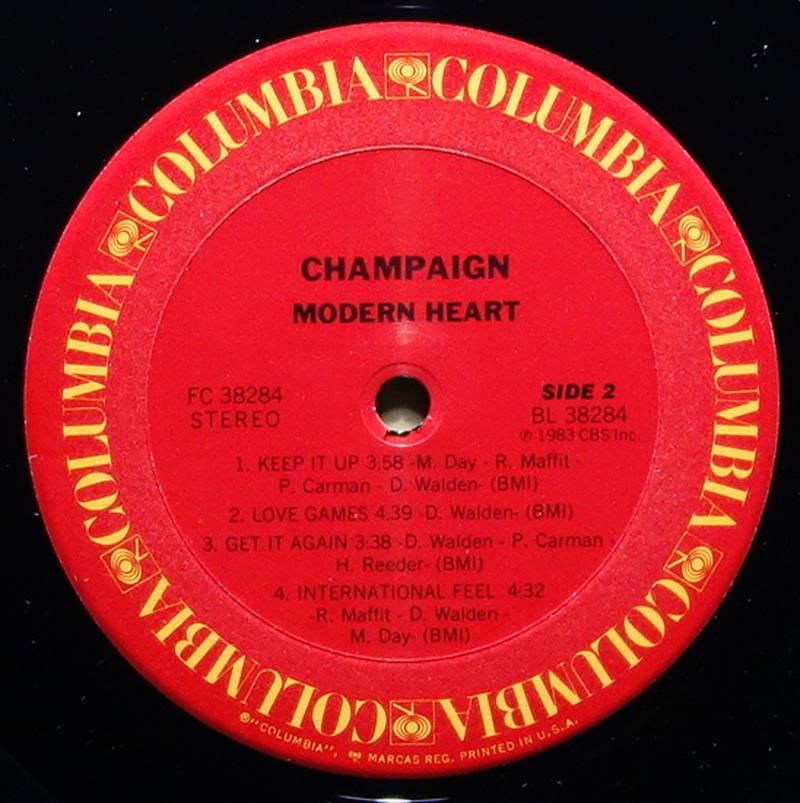 COLUMBIA COLUMBIA COLUMBIA COLUMBIA COLUMBIA COLUMBIA
CHAMPAIGN
MODERN HEART
FC 38284
STEREO
SIDE 2
BL 38284
℗ 1983 CBS Inc.
1. KEEP IT UP 3:58 -M. Day - R. Maffit -
P. Carman - D. Walden- (BMI)
2. LOVE GAMES 4:39 -D. Walden- (BMI)
3. GET IT AGAIN 3:38 -D. Walden - P. Carman -
H. Reeder- (BMI)
4. INTERNATIONAL FEEL 4:32
-R. Maffit - D. Walden -
M. Day- (BMI)
®"COLUMBIA", MARCAS REG. PRINTED IN U.S.A.